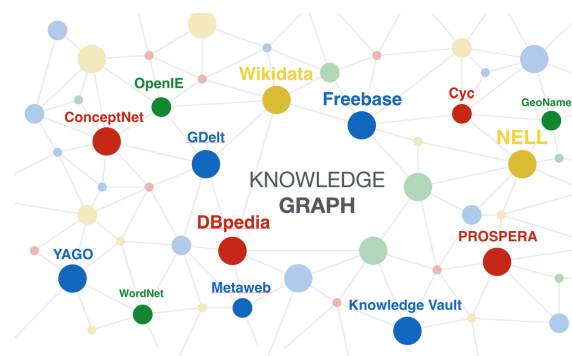 Wikidata
OpenIE
Freebase
Cyc
GeoName
ConceptNet
GDelt
NELL
KNOWLEDGE
GRAPH
DBpedia
PROSPERA
YAGO
WordNet
Metaweb
Knowledge Vault